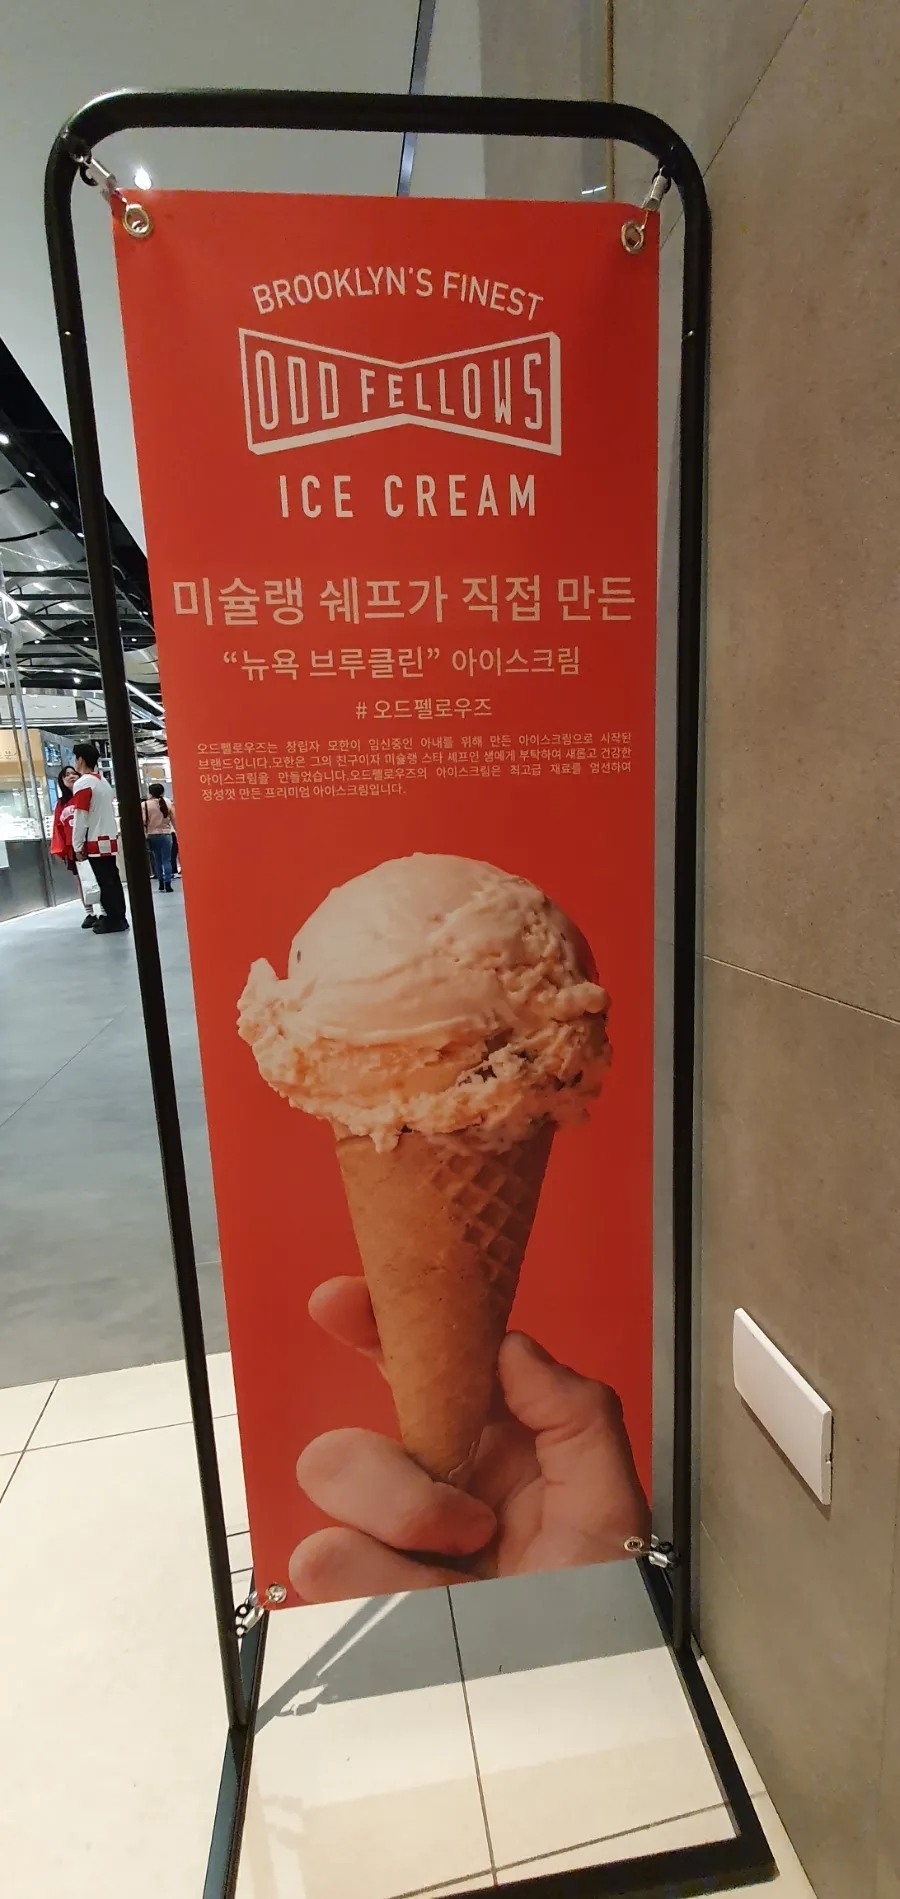 BROOKLYN'S FINEST
ODD FELLOWS
ICE CREAM
미슐랭 쉐프가 직접 만든
“뉴욕 브루클린” 아이스크림
# 오드펠로우즈
오드펠로우즈는 창립자 모한이 임신중인 아내를 위해 만든 아이스크림으로 시작된
브랜드입니다.모한은 그의 친구이자 미슐랭 스타 셰프인 샘에게 부탁하여 새롭고 건강한
아이스크림을 만들었습니다.오드펠로우즈의 아이스크림은 최고급 재료를 엄선하여
정성껏 만든 프리미엄 아이스크림입니다.